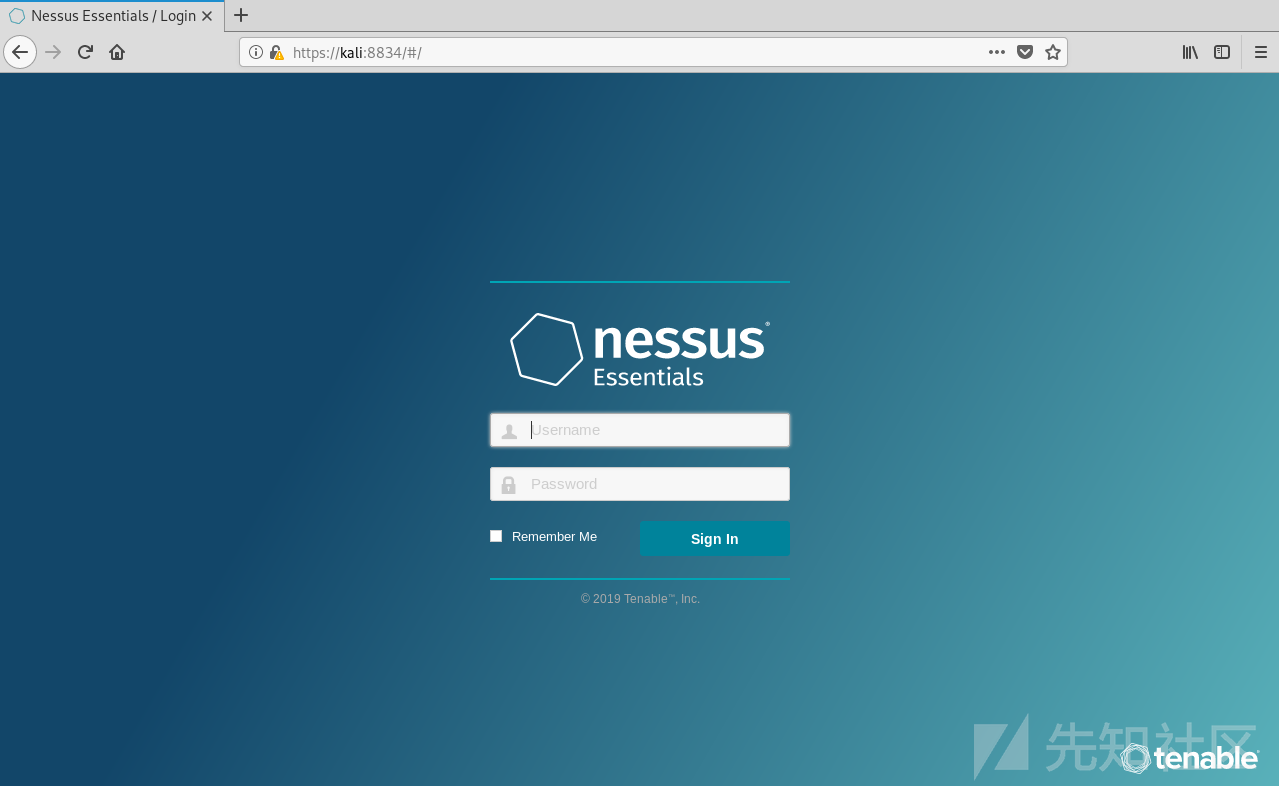 Nessus Essentials / Login
https://kali:8834/#/
nessus®
Essentials
Username
Password
Remember Me
Sign In
© 2019 Tenable™, Inc.
先知社区
tenable®